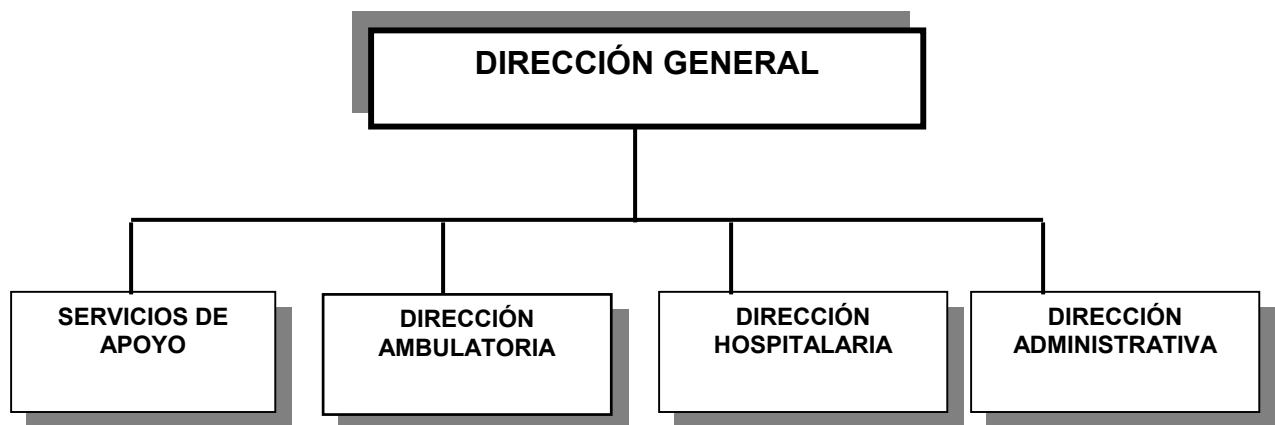 DIRECCIÓN GENERAL
SERVICIOS DE
APOYO
DIRECCIÓN
AMBULATORIA
DIRECCIÓN
HOSPITALARIA
DIRECCIÓN
ADMINISTRATIVA